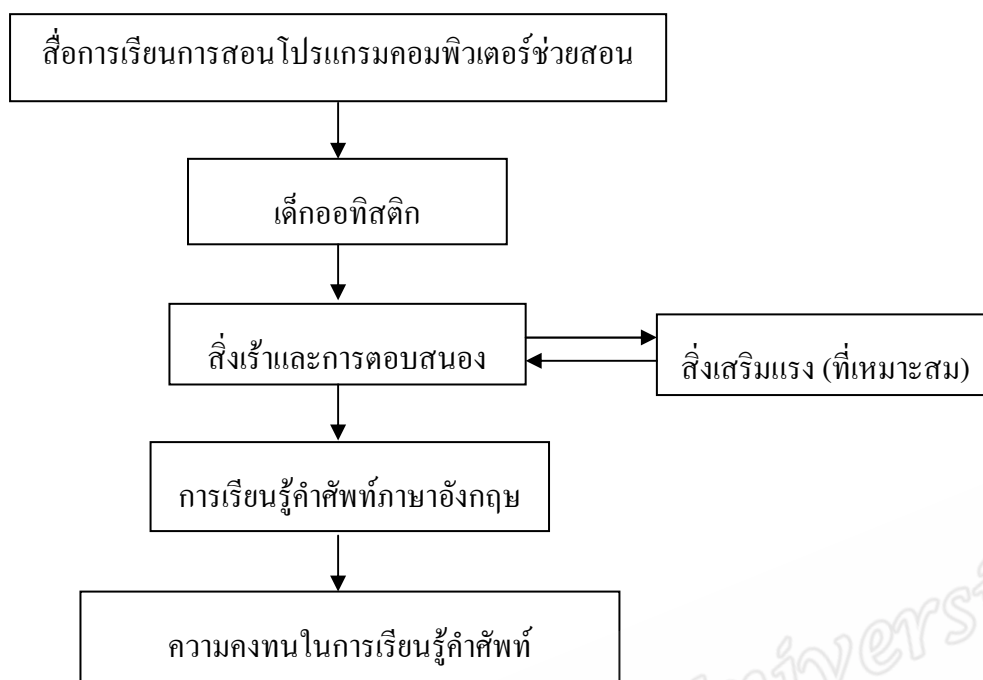 สื่อการเรียนการสอนโปรแกรมคอมพิวเตอร์ช่วยสอน
เด็กออทิสติก
สิ่งเร้าและการตอบสนอง
สิ่งเสริมแรง (ที่เหมาะสม)
การเรียนรู้คำศัพท์ภาษาอังกฤษ
ความคงทนในการเรียนรู้คำศัพท์